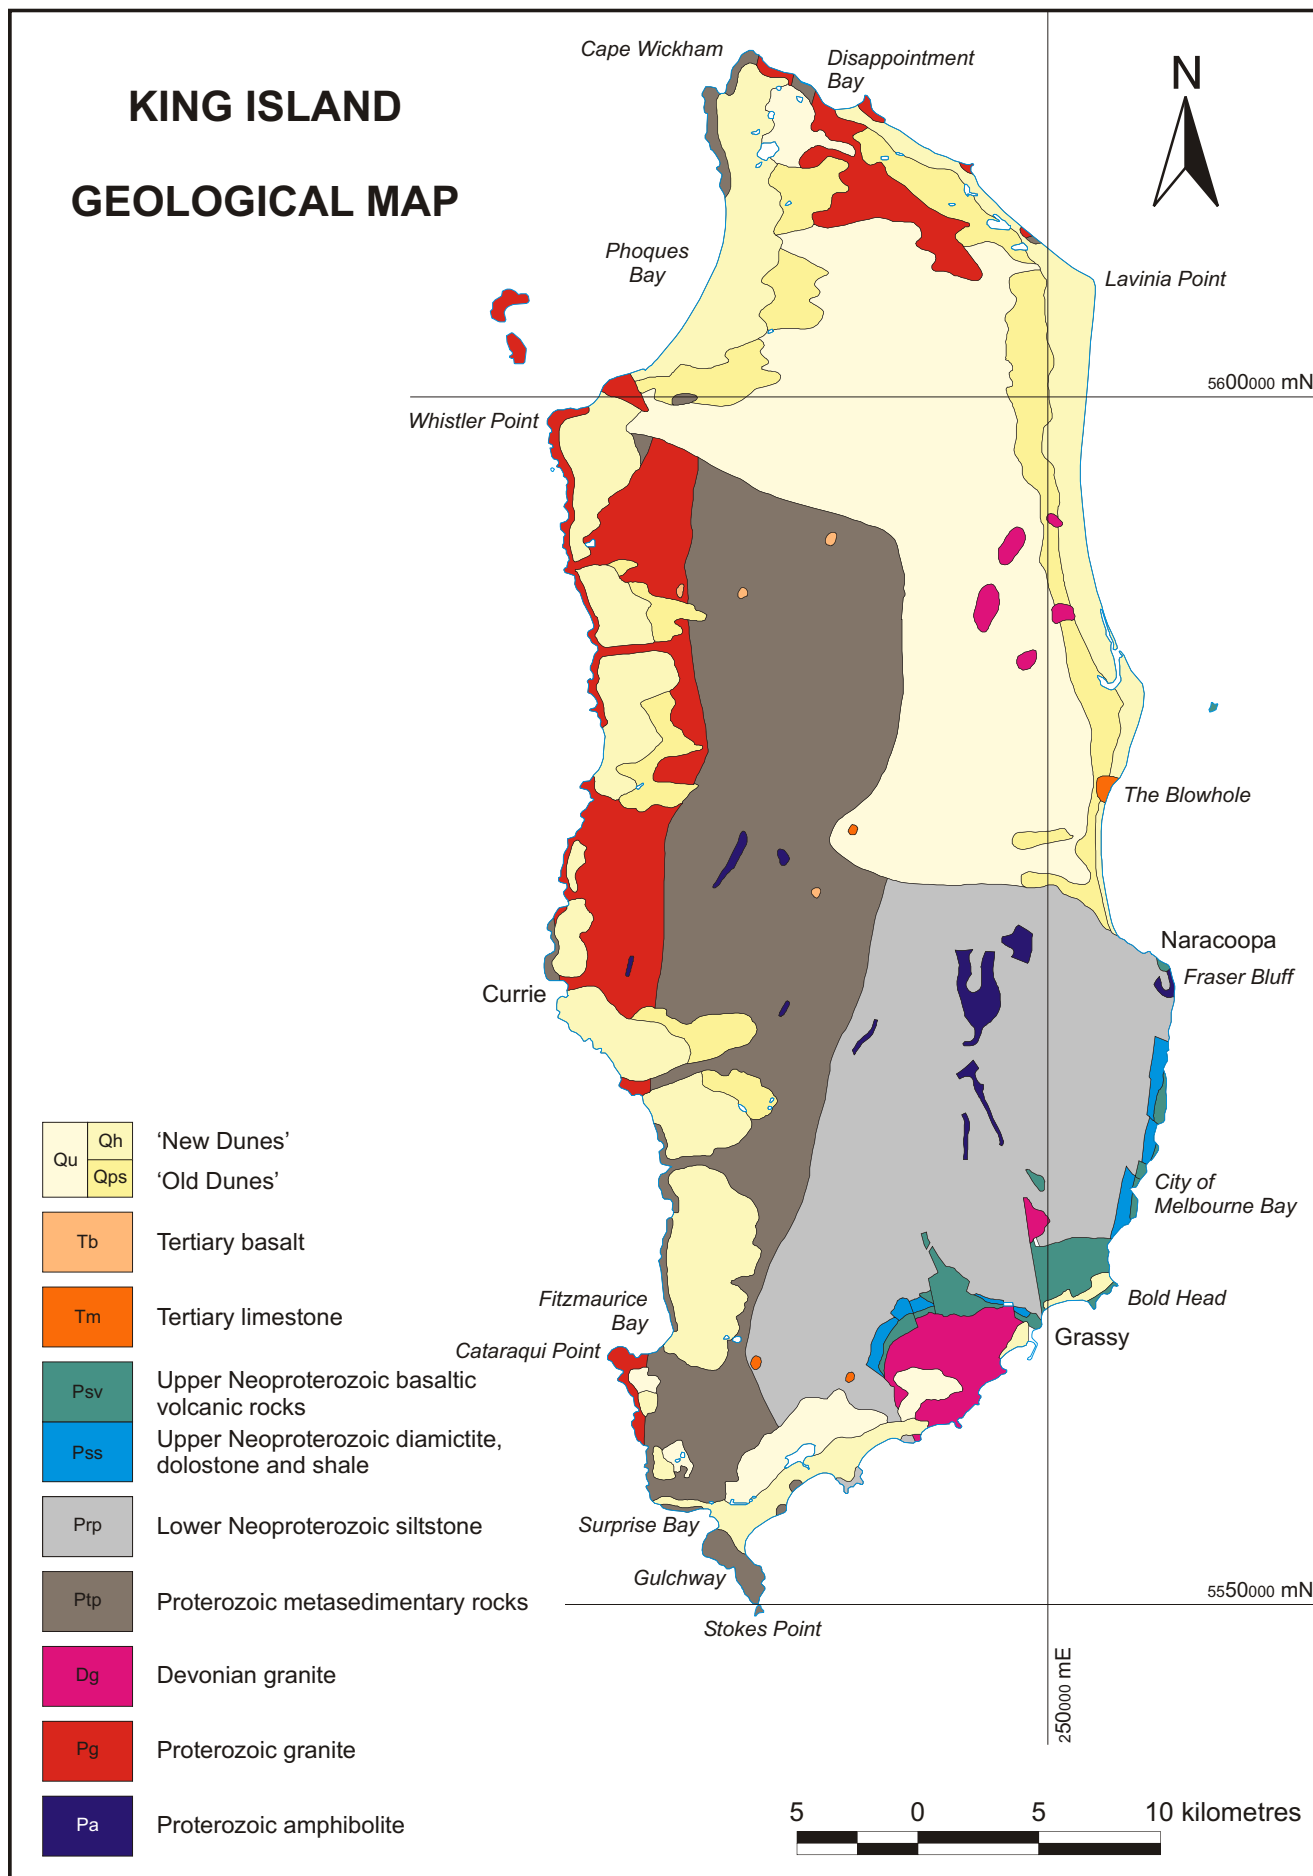 KING ISLAND
GEOLOGICAL MAP
Cape Wickham
Disappointment
Bay
N
Phoques
Bay
Lavinia Point
5600000 mN
Whistler Point
The Blowhole
Naracoopa
Fraser Bluff
Currie
City of
Melbourne Bay
Fitzmaurice
Bay
Bold Head
Grassy
Cataraqui Point
Surprise Bay
Gulchway
5550000 mN
Stokes Point
250000 mE
Qu
Qh
‘New Dunes’
Qps
‘Old Dunes’
Tb
Tertiary basalt
Tm
Tertiary limestone
Psv
Upper Neoproterozoic basaltic
volcanic rocks
Pss
Upper Neoproterozoic diamictite,
dolostone and shale
Prp
Lower Neoproterozoic siltstone
Ptp
Proterozoic metasedimentary rocks
Dg
Devonian granite
Pg
Proterozoic granite
Pa
Proterozoic amphibolite
5 0 5 10 kilometres